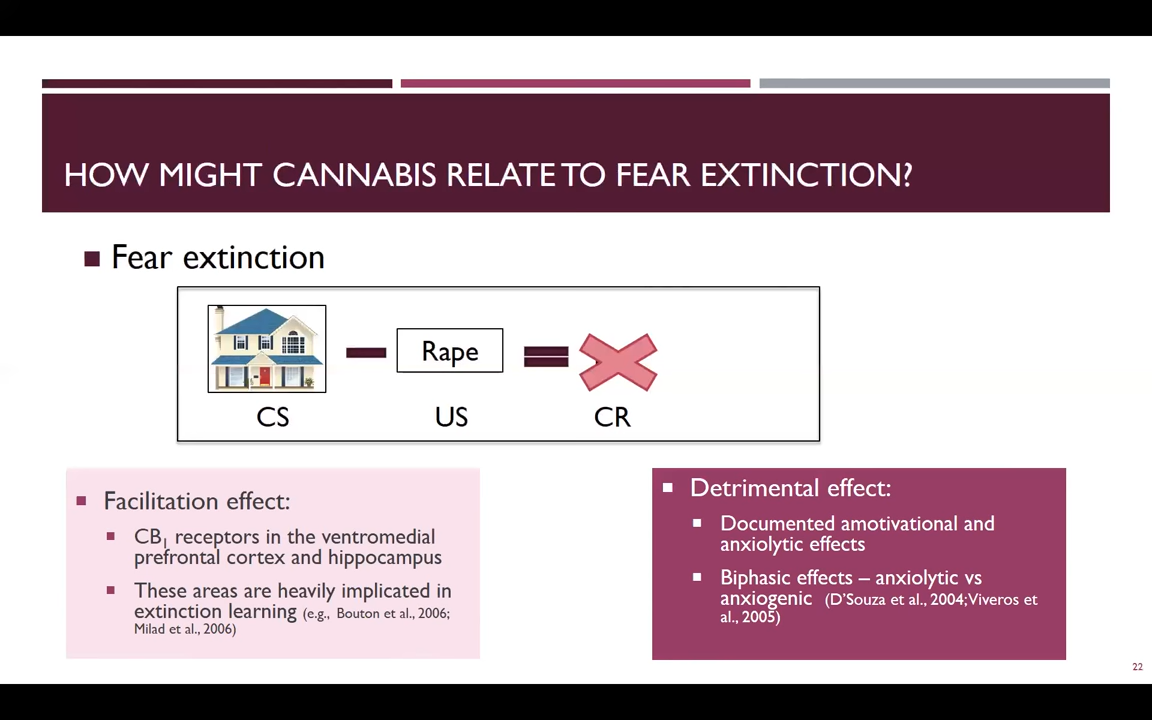 HOW MIGHT CANNABIS RELATE TO FEAR EXTINCTION?
Fear extinction
Rape
CS
US
CR
Facilitation effect:
CB1 receptors in the ventromedial
prefrontal cortex and hippocampus
These areas are heavily implicated in
extinction learning (e.g., Bouton et al., 2006;
Milad et al., 2006)
Detrimental effect:
Documented amotivational and
anxiolytic effects
Biphasic effects – anxiolytic vs
anxiogenic (D'Souza et al., 2004; Viveros et
al., 2005)
22